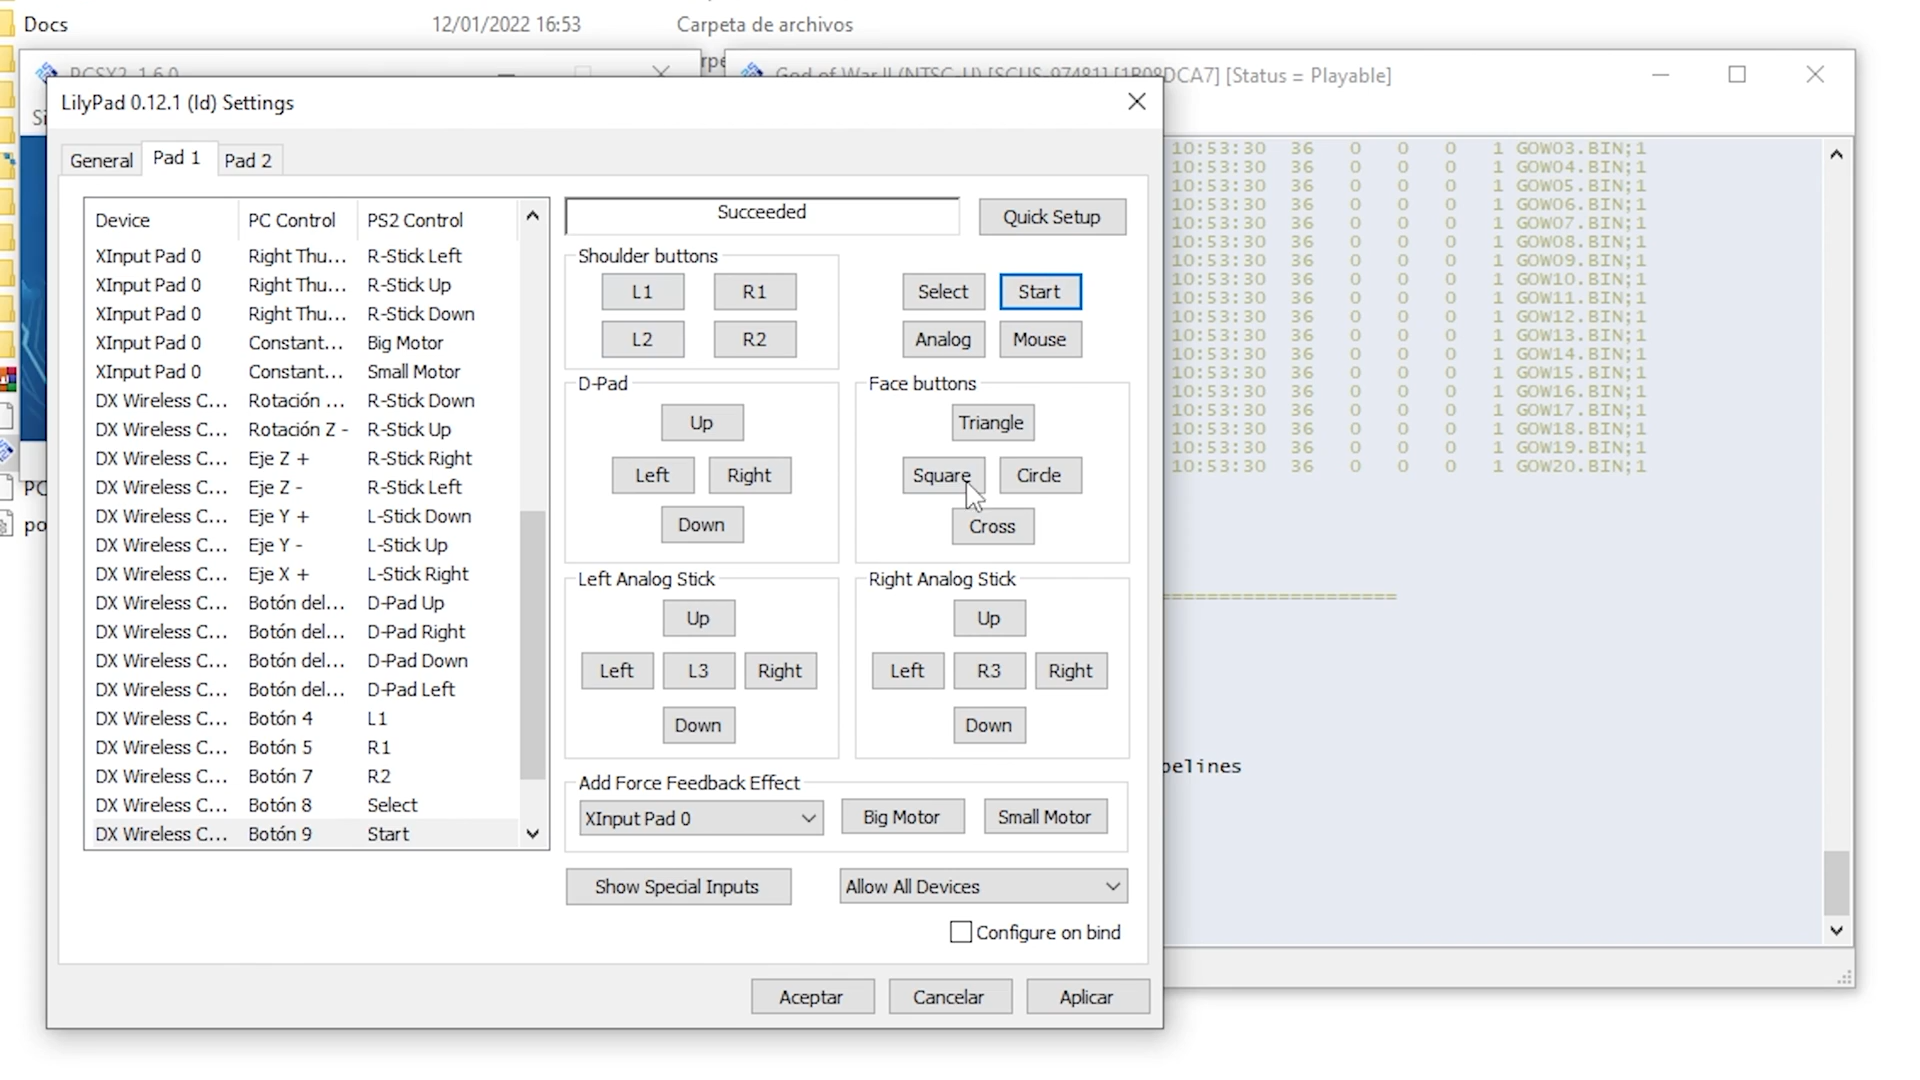 Docs 12/01/2022 16:53 Carpeta de archivos
PCSX2 1.6.0
God of War II (NTSC-U) [SCUS-97481] [1B08DCA7] [Status = Playable]
LilyPad 0.12.1 (ld) Settings
General Pad 1 Pad 2
Device PC Control PS2 Control
XInput Pad 0 Right Thu... R-Stick Left
XInput Pad 0 Right Thu... R-Stick Up
XInput Pad 0 Right Thu... R-Stick Down
XInput Pad 0 Constant... Big Motor
XInput Pad 0 Constant... Small Motor
DX Wireless C... Rotación ... R-Stick Down
DX Wireless C... Rotación Z - R-Stick Up
DX Wireless C... Eje Z + R-Stick Right
DX Wireless C... Eje Z - R-Stick Left
DX Wireless C... Eje Y + L-Stick Down
DX Wireless C... Eje Y - L-Stick Up
DX Wireless C... Eje X + L-Stick Right
DX Wireless C... Botón del... D-Pad Up
DX Wireless C... Botón del... D-Pad Right
DX Wireless C... Botón del... D-Pad Down
DX Wireless C... Botón del... D-Pad Left
DX Wireless C... Botón 4 L1
DX Wireless C... Botón 5 R1
DX Wireless C... Botón 7 R2
DX Wireless C... Botón 8 Select
DX Wireless C... Botón 9 Start
Succeeded Quick Setup
Shoulder buttons
L1 R1
L2 R2
Select Start
Analog Mouse
D-Pad
Up
Left Right
Down
Face buttons
Triangle
Square Circle
Cross
Left Analog Stick
Up
Left L3 Right
Down
Right Analog Stick
Up
Left R3 Right
Down
Add Force Feedback Effect
XInput Pad 0 Big Motor Small Motor
Show Special Inputs Allow All Devices
Configure on bind
Aceptar Cancelar Aplicar
10:53:30 36 0 0 0 1 GOW03.BIN;1
10:53:30 36 0 0 0 1 GOW04.BIN;1
10:53:30 36 0 0 0 1 GOW05.BIN;1
10:53:30 36 0 0 0 1 GOW06.BIN;1
10:53:30 36 0 0 0 1 GOW07.BIN;1
10:53:30 36 0 0 0 1 GOW08.BIN;1
10:53:30 36 0 0 0 1 GOW09.BIN;1
10:53:30 36 0 0 0 1 GOW10.BIN;1
10:53:30 36 0 0 0 1 GOW11.BIN;1
10:53:30 36 0 0 0 1 GOW12.BIN;1
10:53:30 36 0 0 0 1 GOW13.BIN;1
10:53:30 36 0 0 0 1 GOW14.BIN;1
10:53:30 36 0 0 0 1 GOW15.BIN;1
10:53:30 36 0 0 0 1 GOW16.BIN;1
10:53:30 36 0 0 0 1 GOW17.BIN;1
10:53:30 36 0 0 0 1 GOW18.BIN;1
10:53:30 36 0 0 0 1 GOW19.BIN;1
10:53:30 36 0 0 0 1 GOW20.BIN;1
====================
pelines